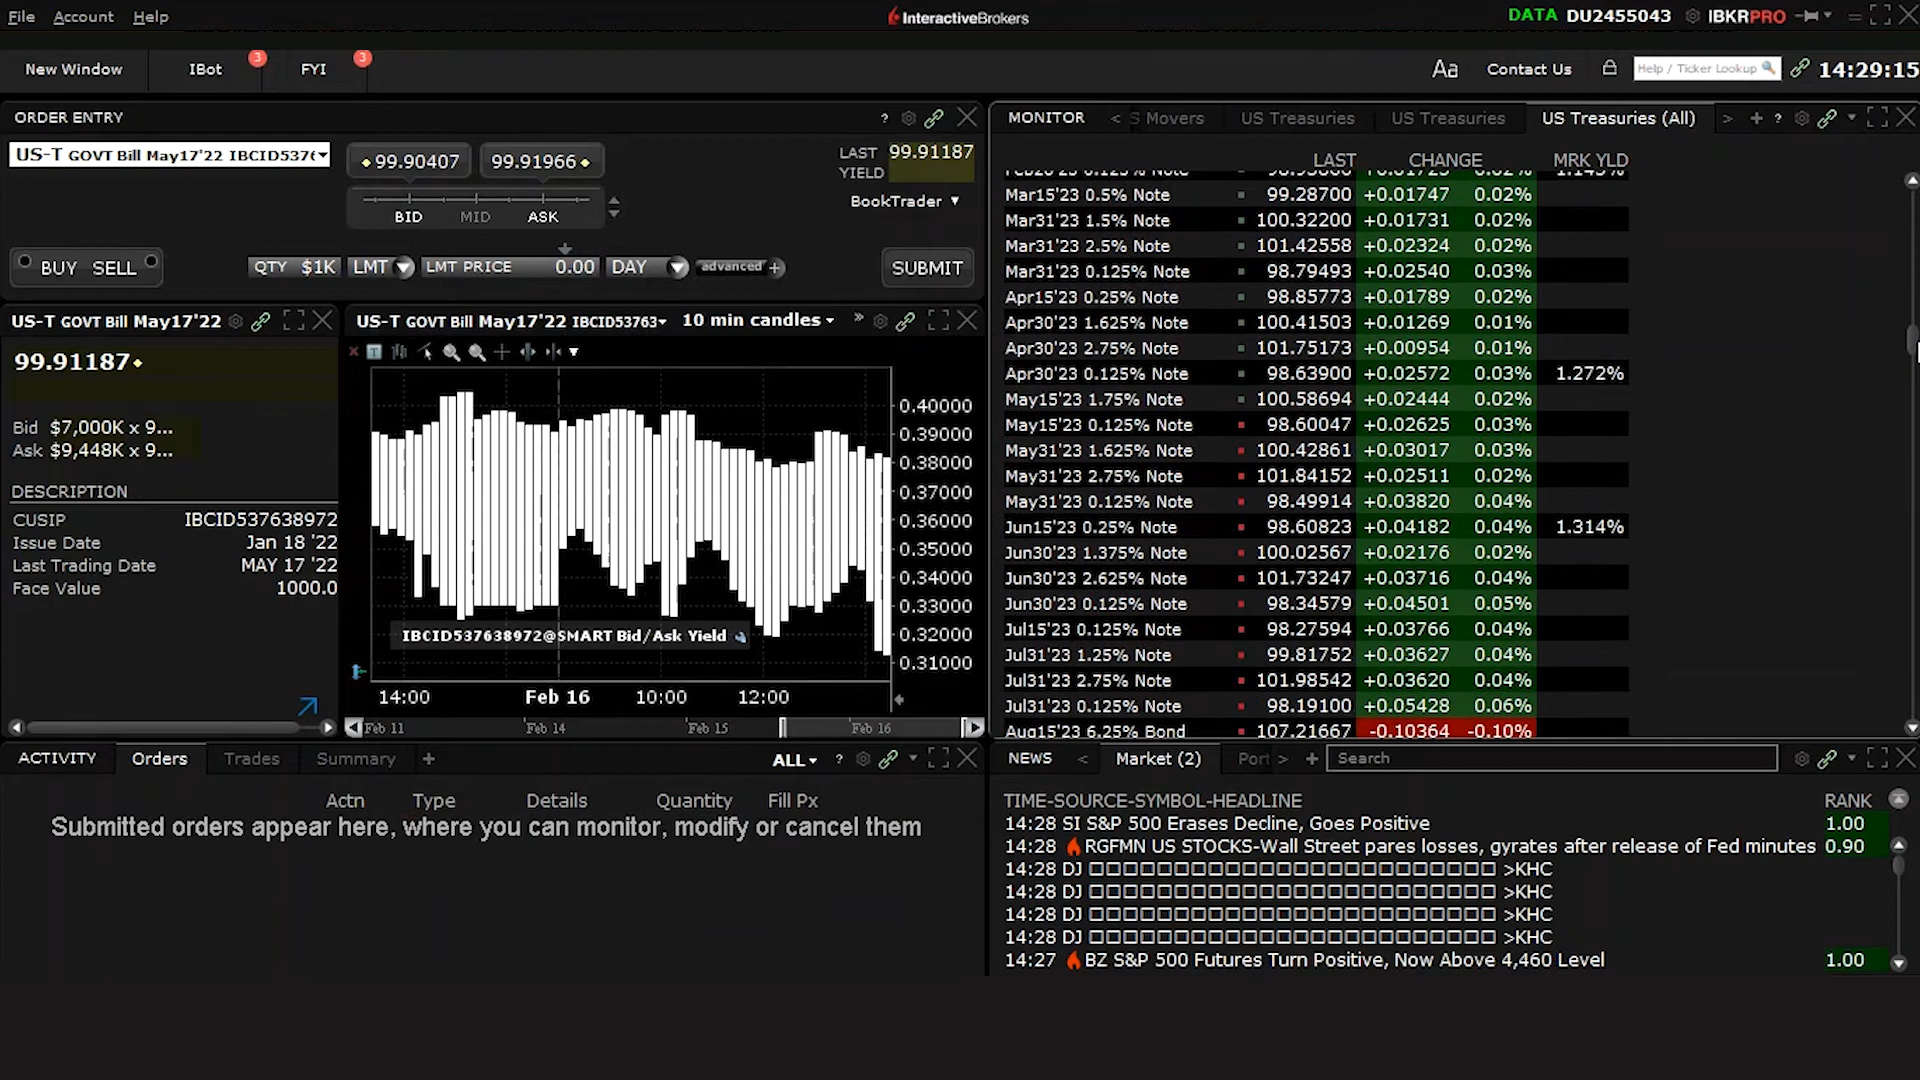 File Account Help
InteractiveBrokers
DATA DU2455043 IBKRPRO
New Window IBot 3 FYI 3
Aa Contact Us Help / Ticker Lookup 14:29:15
ORDER ENTRY ?
US-T GOVT Bill May17'22
99.90407 99.91966
LAST 99.91187
YIELD
BID MID ASK
BookTrader
BUY SELL QTY $1K LMT LMT PRICE 0.00 DAY advanced + SUBMIT
US-T GOVT Bill May17'22
99.91187
Bid $7,000K x 9...
Ask $9,448K x 9...
DESCRIPTION
CUSIP IBCID537638972
Issue Date Jan 18 '22
Last Trading Date MAY 17 '22
Face Value 1000.0
US-T GOVT Bill May17'22 IBCID53763 10 min candles »
0.40000
0.39000
0.38000
0.37000
0.36000
0.35000
0.34000
0.33000
0.32000
0.31000
IBCID537638972@SMART Bid/Ask Yield
14:00 Feb 16 10:00 12:00
Feb 11 Feb 14 Feb 15 Feb 16
MONITOR < S Movers US Treasuries US Treasuries US Treasuries (All) > + ?
LAST CHANGE MRK YLD
Mar15'23 0.5% Note 99.28700 +0.01747 0.02%
Mar31'23 1.5% Note 100.32200 +0.01731 0.02%
Mar31'23 2.5% Note 101.42558 +0.02324 0.02%
Mar31'23 0.125% Note 98.79493 +0.02540 0.03%
Apr15'23 0.25% Note 98.85773 +0.01789 0.02%
Apr30'23 1.625% Note 100.41503 +0.01269 0.01%
Apr30'23 2.75% Note 101.75173 +0.00954 0.01%
Apr30'23 0.125% Note 98.63900 +0.02572 0.03% 1.272%
May15'23 1.75% Note 100.58694 +0.02444 0.02%
May15'23 0.125% Note 98.60047 +0.02625 0.03%
May31'23 1.625% Note 100.42861 +0.03017 0.03%
May31'23 2.75% Note 101.84152 +0.02511 0.02%
May31'23 0.125% Note 98.49914 +0.03820 0.04%
Jun15'23 0.25% Note 98.60823 +0.04182 0.04% 1.314%
Jun30'23 1.375% Note 100.02567 +0.02176 0.02%
Jun30'23 2.625% Note 101.73247 +0.03716 0.04%
Jun30'23 0.125% Note 98.34579 +0.04501 0.05%
Jul15'23 0.125% Note 98.27594 +0.03766 0.04%
Jul31'23 1.25% Note 99.81752 +0.03627 0.04%
Jul31'23 2.75% Note 101.98542 +0.03620 0.04%
Jul31'23 0.125% Note 98.19100 +0.05428 0.06%
Aug15'23 6.25% Bond 107.21667 -0.10364 -0.10%
ACTIVITY Orders Trades Summary + ALL ?
Actn Type Details Quantity Fill Px
Submitted orders appear here, where you can monitor, modify or cancel them
NEWS < Market (2) Port > + Search
TIME-SOURCE-SYMBOL-HEADLINE RANK
14:28 SI S&P 500 Erases Decline, Goes Positive 1.00
14:28 RGFMN US STOCKS-Wall Street pares losses, gyrates after release of Fed minutes 0.90
14:28 DJ □□□□□□□□□□□□□□□□□□□□□□□□ >KHC
14:28 DJ □□□□□□□□□□□□□□□□□□□□□□□□ >KHC
14:28 DJ □□□□□□□□□□□□□□□□□□□□□□□□ >KHC
14:28 DJ □□□□□□□□□□□□□□□□□□□□□□□□ >KHC
14:27 BZ S&P 500 Futures Turn Positive, Now Above 4,460 Level 1.00